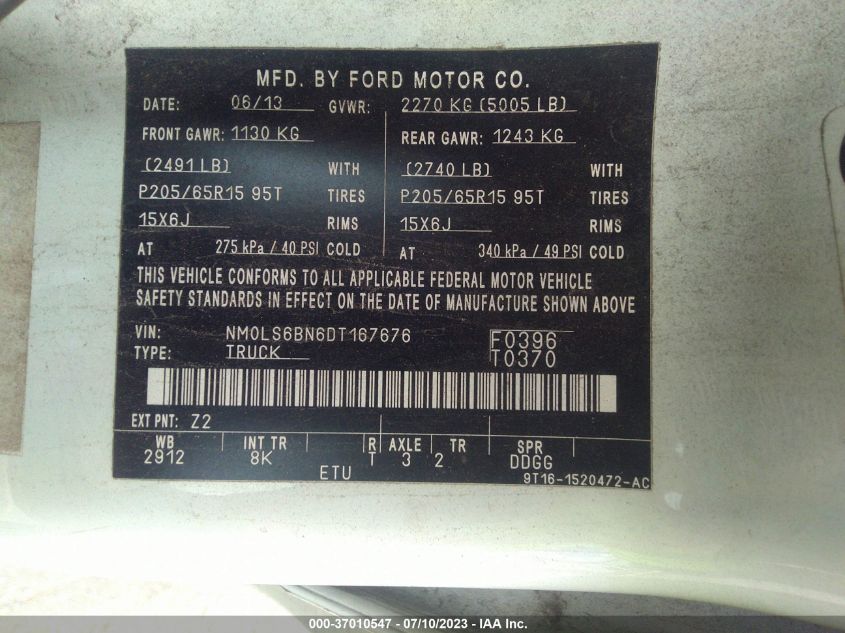 MFD. BY FORD MOTOR CO.
DATE: 06/13 GVWR: 2270 KG (5005 LB)
FRONT GAWR: 1130 KG REAR GAWR: 1243 KG
(2491 LB) WITH (2740 LB) WITH
P205/65R15 95T TIRES P205/65R15 95T TIRES
15X6J RIMS 15X6J RIMS
AT 275 kPa / 40 PSI COLD AT 340 kPa / 49 PSI COLD
THIS VEHICLE CONFORMS TO ALL APPLICABLE FEDERAL MOTOR VEHICLE
SAFETY STANDARDS IN EFFECT ON THE DATE OF MANUFACTURE SHOWN ABOVE
VIN: NM0LS6BN6DT167676 F0396
TYPE: TRUCK T0370
EXT PNT: Z2
WB INT TR R AXLE TR SPR
2912 8K T 3 2 DDGG
ETU 9T16-1520472-AC
000-37010547 - 07/10/2023 - www.iaai.com.